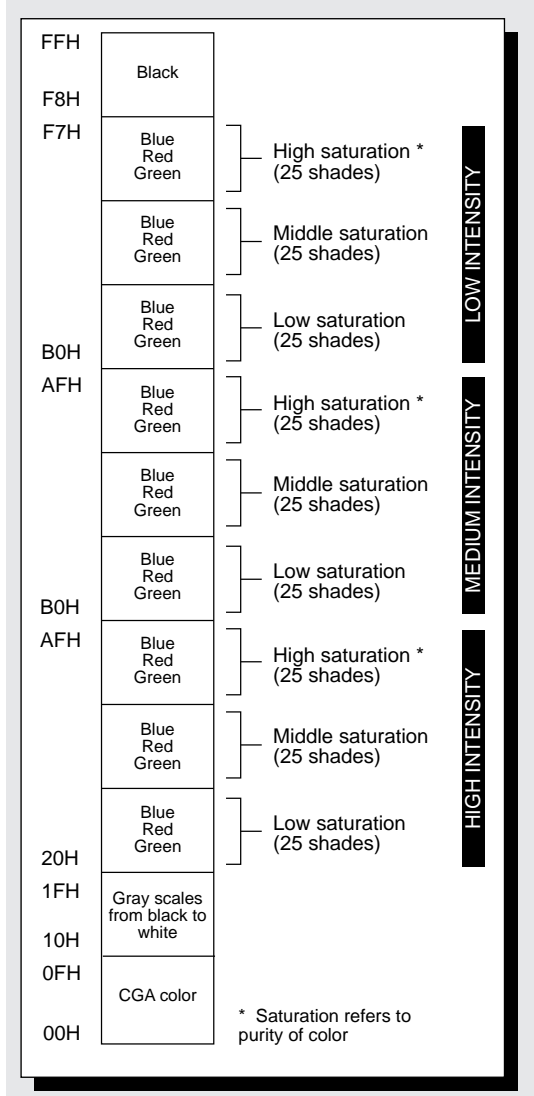 FFH
Black
F8H
F7H
Blue
Red
Green
High saturation *
(25 shades)
Blue
Red
Green
Middle saturation
(25 shades)
Blue
Red
Green
Low saturation
(25 shades)
B0H
LOW INTENSITY
AFH
Blue
Red
Green
High saturation *
(25 shades)
Blue
Red
Green
Middle saturation
(25 shades)
Blue
Red
Green
Low saturation
(25 shades)
B0H
MEDIUM INTENSITY
AFH
Blue
Red
Green
High saturation *
(25 shades)
Blue
Red
Green
Middle saturation
(25 shades)
Blue
Red
Green
Low saturation
(25 shades)
20H
HIGH INTENSITY
1FH
Gray scales
from black to
white
10H
0FH
CGA color
00H
* Saturation refers to
purity of color